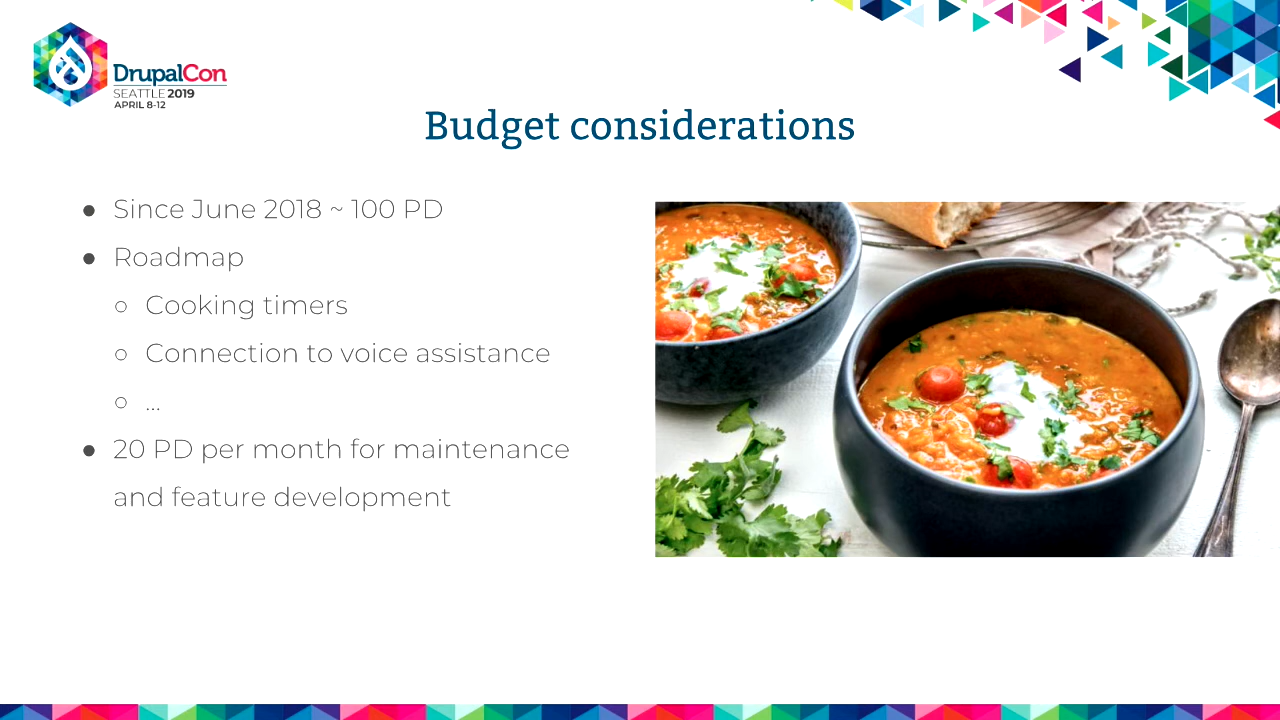 DrupalCon
SEATTLE 2019
APRIL 8-12
Budget considerations
● Since June 2018 ~ 100 PD
● Roadmap
○ Cooking timers
○ Connection to voice assistance
○ ...
● 20 PD per month for maintenance
and feature development